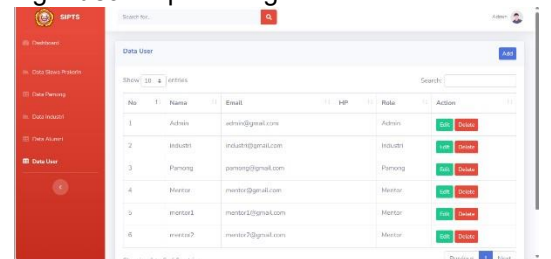 SIPTS
Search for...
Admin
Dashboard
Data Siswa Prakerin
Data Pamong
Data Industri
Data Alumni
Data User
Data User
Add
Show 10 entries
Search:
No Name Email HP Role Action
1 Admin admin@gmail.com Admin Edit Delete
2 Industri industri@gmail.com Industri Edit Delete
3 Pamong pamong@gmail.com Pamong Edit Delete
4 Mentor mentor@gmail.com Mentor Edit Delete
5 mentor1 mentor1@gmail.com Mentor Edit Delete
6 mentor2 mentor2@gmail.com Mentor Edit Delete
Previous 1 Next